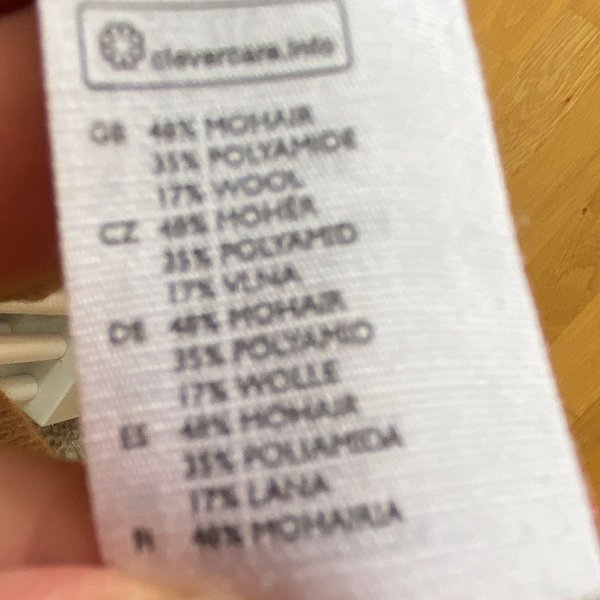 clevercare.info
GB 48% MOHAIR
35% POLYAMIDE
17% WOOL
CZ 48% MOHÉR
35% POLYAMID
17% VLNA
DE 48% MOHAIR
35% POLYAMID
17% WOLLE
ES 48% MOHAIR
35% POLIAMIDA
17% LANA
FI 48% MOHAIRIA